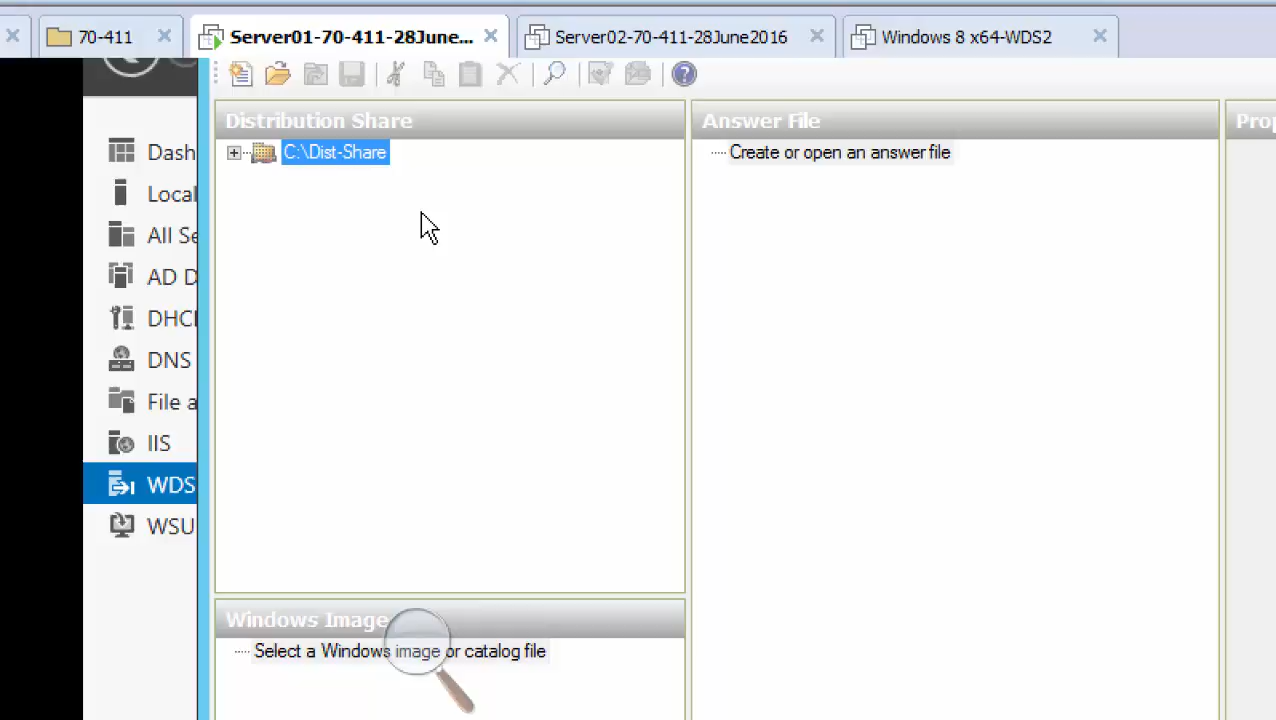 70-411
Server01-70-411-28June...
Server02-70-411-28June2016
Windows 8 x64-WDS2
Distribution Share
C:\Dist-Share
Answer File
Create or open an answer file
Prop
Dash
Local
All Se
AD D
DHCI
DNS
File a
IIS
WDS
WSU
Windows Image
Select a Windows image or catalog file